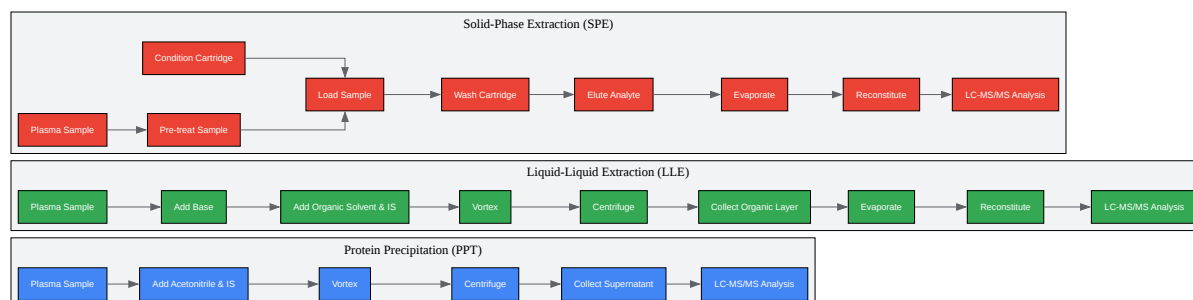 Solid-Phase Extraction (SPE)
Condition Cartridge
Load Sample
Wash Cartridge
Elute Analyte
Evaporate
Reconstitute
LC-MS/MS Analysis
Plasma Sample
Pre-treat Sample
Liquid-Liquid Extraction (LLE)
Plasma Sample
Add Base
Add Organic Solvent & IS
Vortex
Centrifuge
Collect Organic Layer
Evaporate
Reconstitute
LC-MS/MS Analysis
Protein Precipitation (PPT)
Plasma Sample
Add Acetonitrile & IS
Vortex
Centrifuge
Collect Supernatant
LC-MS/MS Analysis